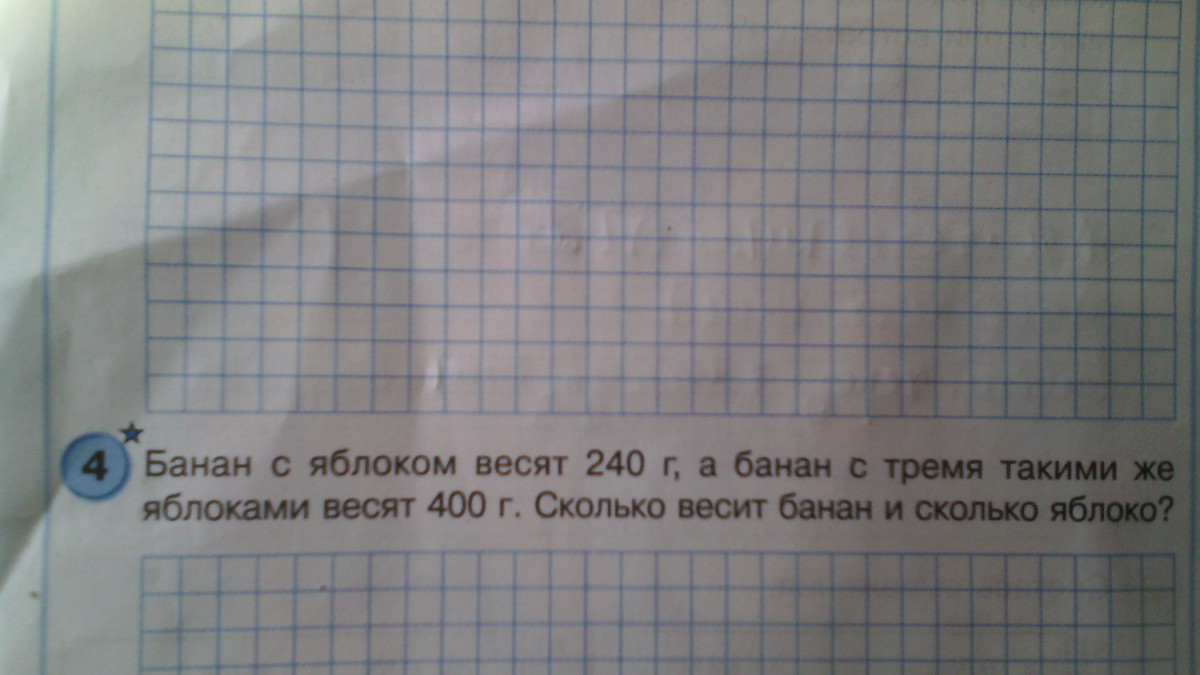 4 Банан с яблоком весят 240 г, а банан с тремя такими же
яблоками весят 400 г. Сколько весит банан и сколько яблоко?